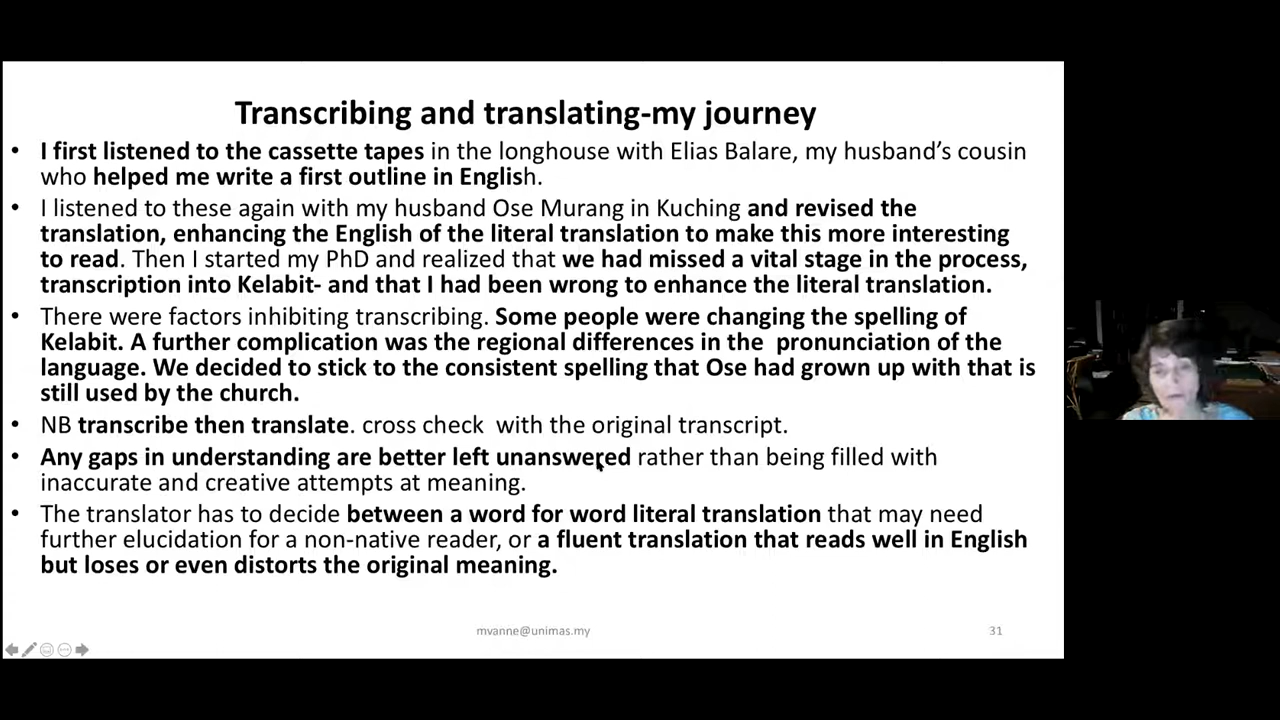 Transcribing and translating-my journey
• I first listened to the cassette tapes in the longhouse with Elias Balare, my husband's cousin
who helped me write a first outline in English.
• I listened to these again with my husband Ose Murang in Kuching and revised the
translation, enhancing the English of the literal translation to make this more interesting
to read. Then I started my PhD and realized that we had missed a vital stage in the process,
transcription into Kelabit- and that I had been wrong to enhance the literal translation.
• There were factors inhibiting transcribing. Some people were changing the spelling of
Kelabit. A further complication was the regional differences in the pronunciation of the
language. We decided to stick to the consistent spelling that Ose had grown up with that is
still used by the church.
• NB transcribe then translate. cross check with the original transcript.
• Any gaps in understanding are better left unanswered rather than being filled with
inaccurate and creative attempts at meaning.
• The translator has to decide between a word for word literal translation that may need
further elucidation for a non-native reader, or a fluent translation that reads well in English
but loses or even distorts the original meaning.
mvanne@unimas.my
31